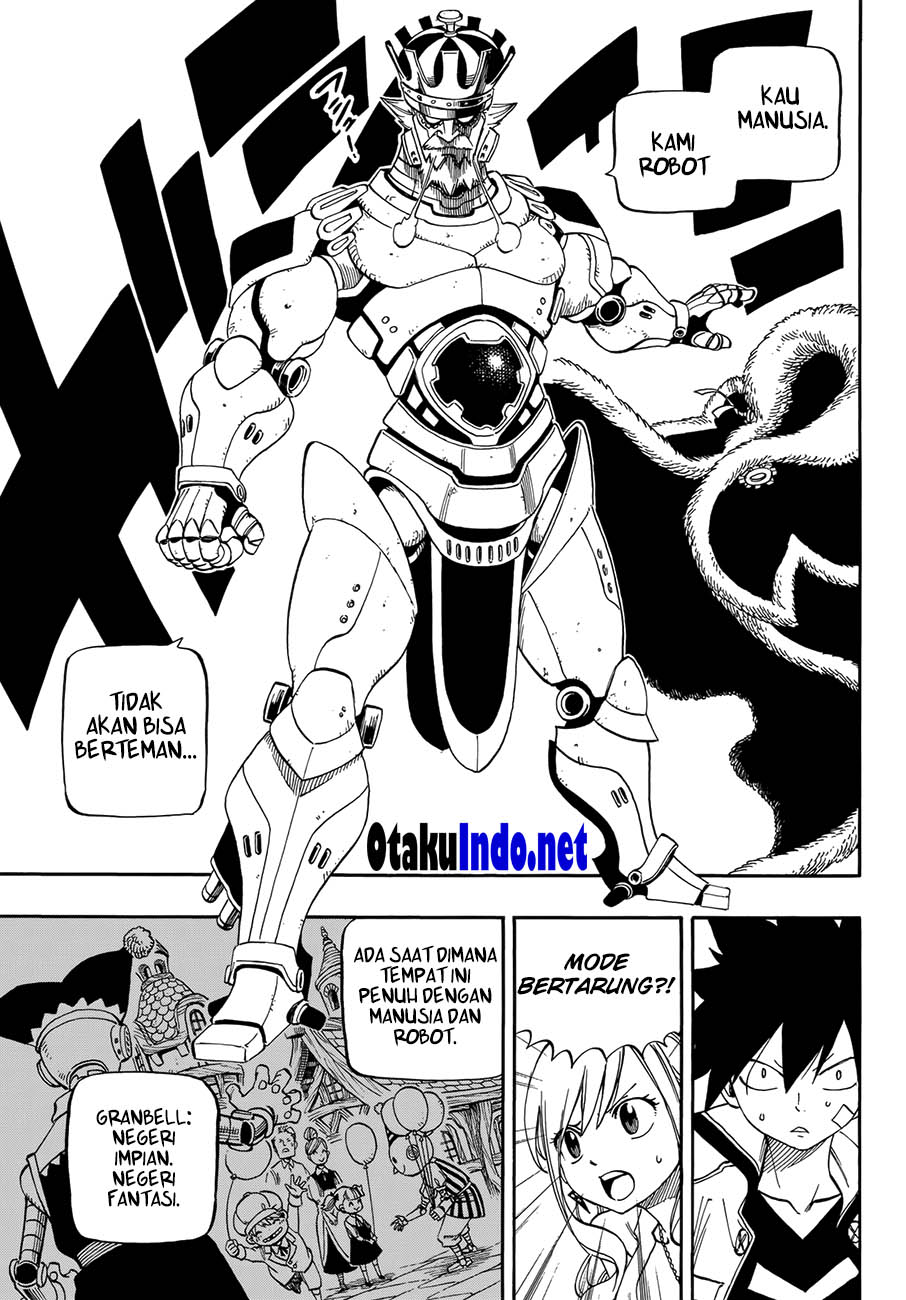 KAU
MANUSIA.
KAMI
ROBOT
TIDAK
AKAN BISA
BERTEMAN...
OtakuIndo.net
MODE
BERTARUNG?!
ADA SAAT DIMANA
TEMPAT INI
PENUH DENGAN
MANUSIA DAN
ROBOT.
GRANBELL:
NEGERI
IMPIAN.
NEGERI
FANTASI.